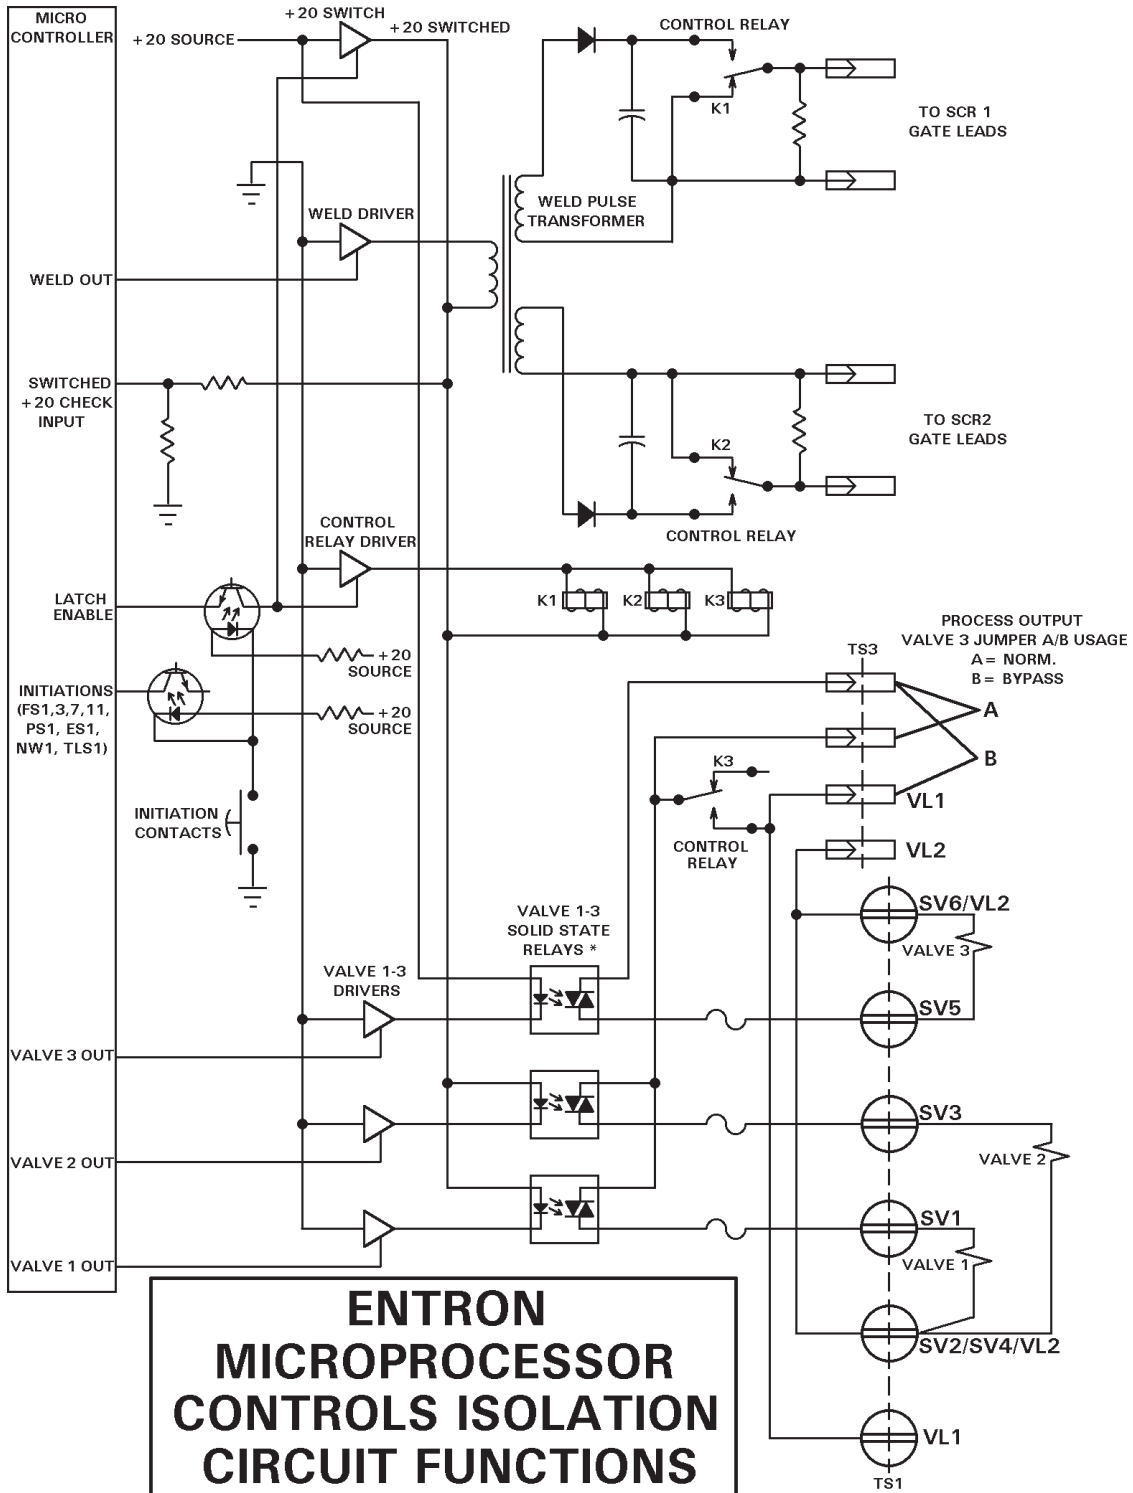 MICRO
CONTROLLER
+20 SOURCE
+20 SWITCH
+20 SWITCHED
CONTROL RELAY
K1
TO SCR 1
GATE LEADS
WELD DRIVER
WELD PULSE
TRANSFORMER
WELD OUT
SWITCHED
+20 CHECK
INPUT
K2
TO SCR2
GATE LEADS
CONTROL RELAY
CONTROL
RELAY DRIVER
K1
K2
K3
LATCH
ENABLE
+20
SOURCE
INITIATIONS
(FS1,3,7,11,
PS1, ES1,
NW1, TLS1)
+20
SOURCE
PROCESS OUTPUT
VALVE 3 JUMPER A/B USAGE
A= NORM.
B= BYPASS
TS3
A
B
K3
VL1
INITIATION
CONTACTS
CONTROL
RELAY
VL2
VALVE 1-3
SOLID STATE
RELAYS *
SV6/VL2
VALVE 3
VALVE 1-3
DRIVERS
SV5
VALVE 3 OUT
SV3
VALVE 2
VALVE 2 OUT
SV1
VALVE 1
VALVE 1 OUT
SV2/SV4/VL2
VL1
TS1
ENTRON
MICROPROCESSOR
CONTROLS ISOLATION
CIRCUIT FUNCTIONS